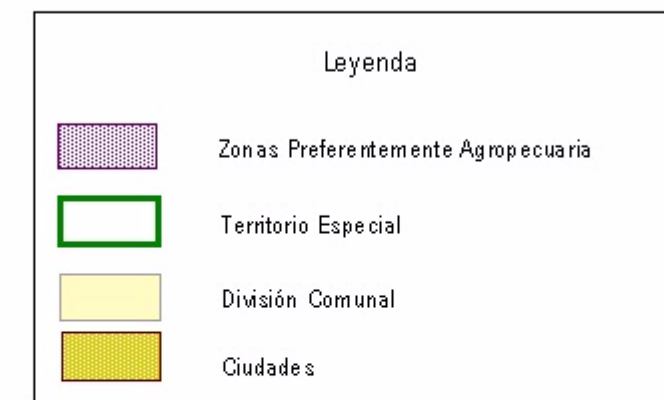 Leyenda
Zonas Preferentemente Agropecuaria
Territorio Especial
División Comunal
Ciudades